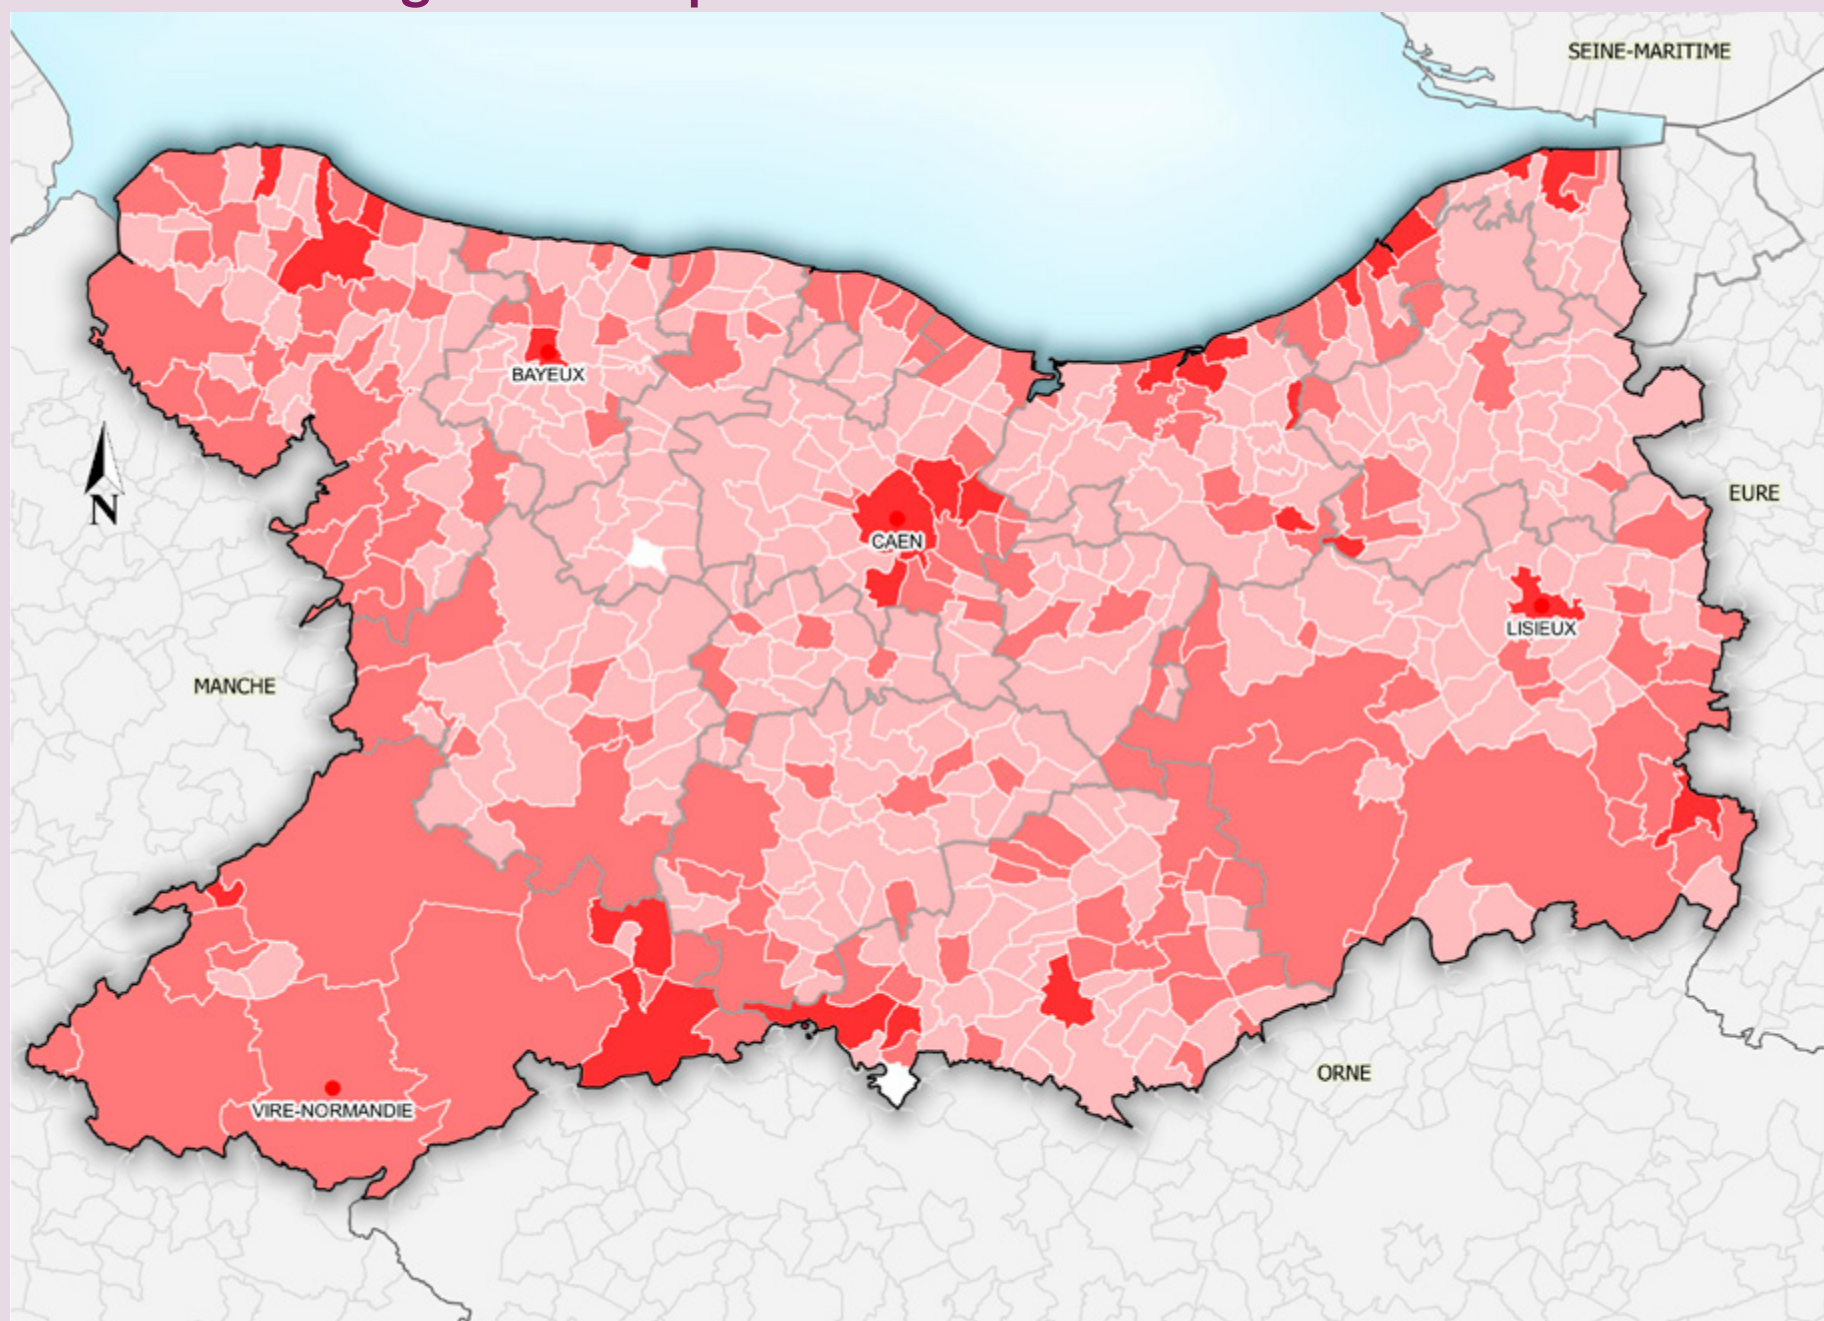 SEINE-MARITIME
BAYEUX
EURE
N
CAEN
LISIEUX
MANCHE
ORNE
VIRE-NORMANDIE